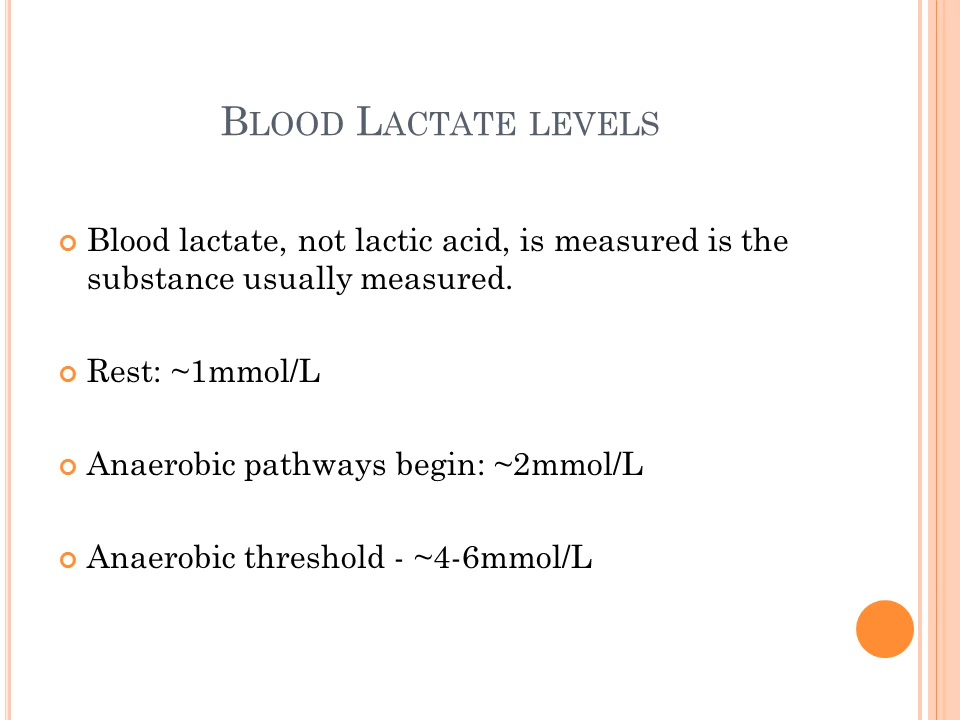 Blood Lactate levels
Blood lactate, not lactic acid, is measured is the
substance usually measured.
Rest: ~1mmol/L
Anaerobic pathways begin: ~2mmol/L
Anaerobic threshold - ~4-6mmol/L